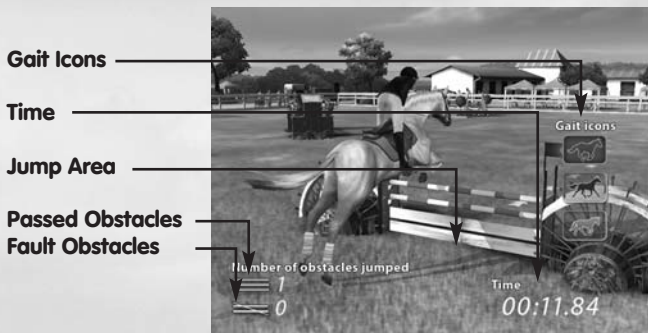 Gait Icons
Time
Jump Area
Passed Obstacles
Fault Obstacles
Gait icons
Number of obstacles jumped
1
0
Time
00:11.84